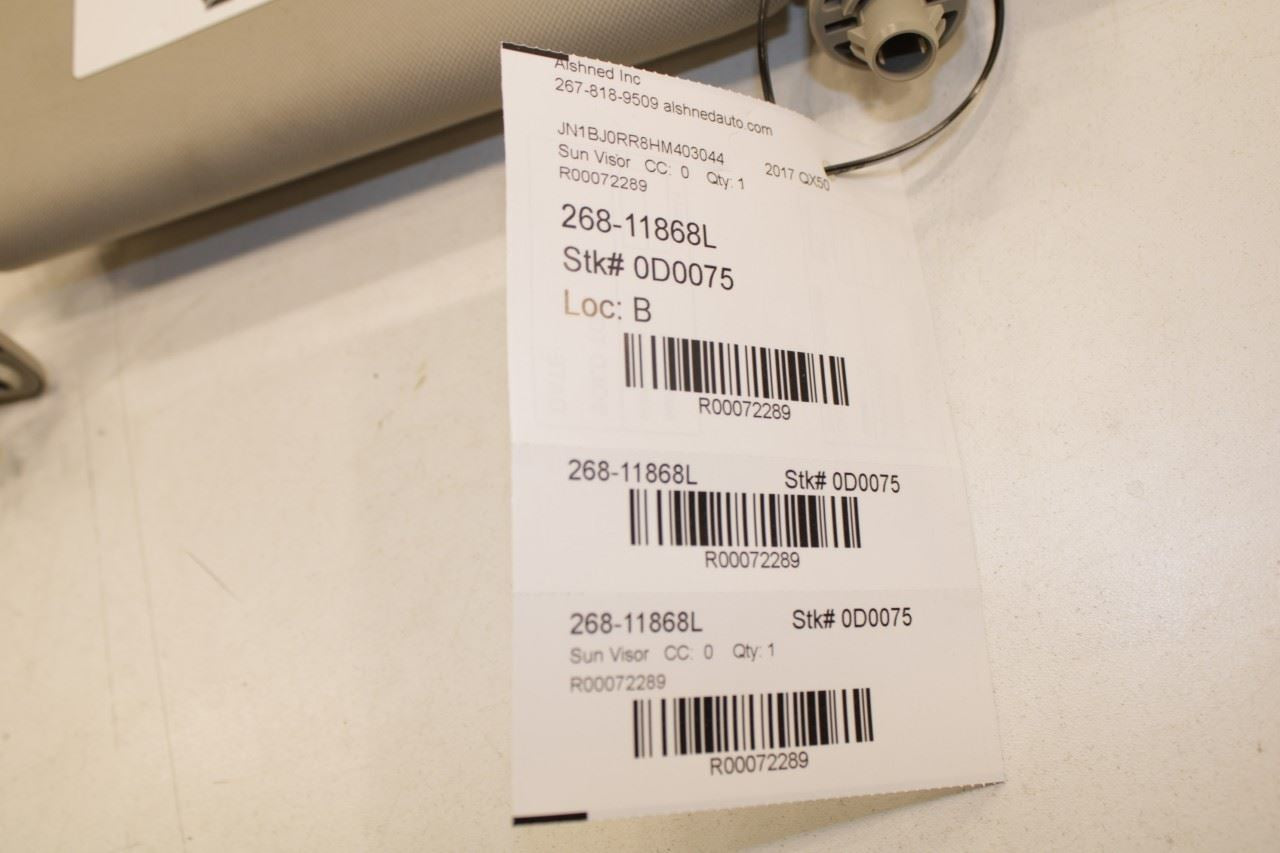 Alshned Inc
267-818-9509 alshnedauto.com
JN1BJ0RR8HM403044 2017 QX50
Sun Visor CC: 0 Qty: 1
R00072289
268-11868L
Stk# 0D0075
Loc: B
R00072289
268-11868L Stk# 0D0075
R00072289
268-11868L Stk# 0D0075
Sun Visor CC: 0 Qty: 1
R00072289
R00072289